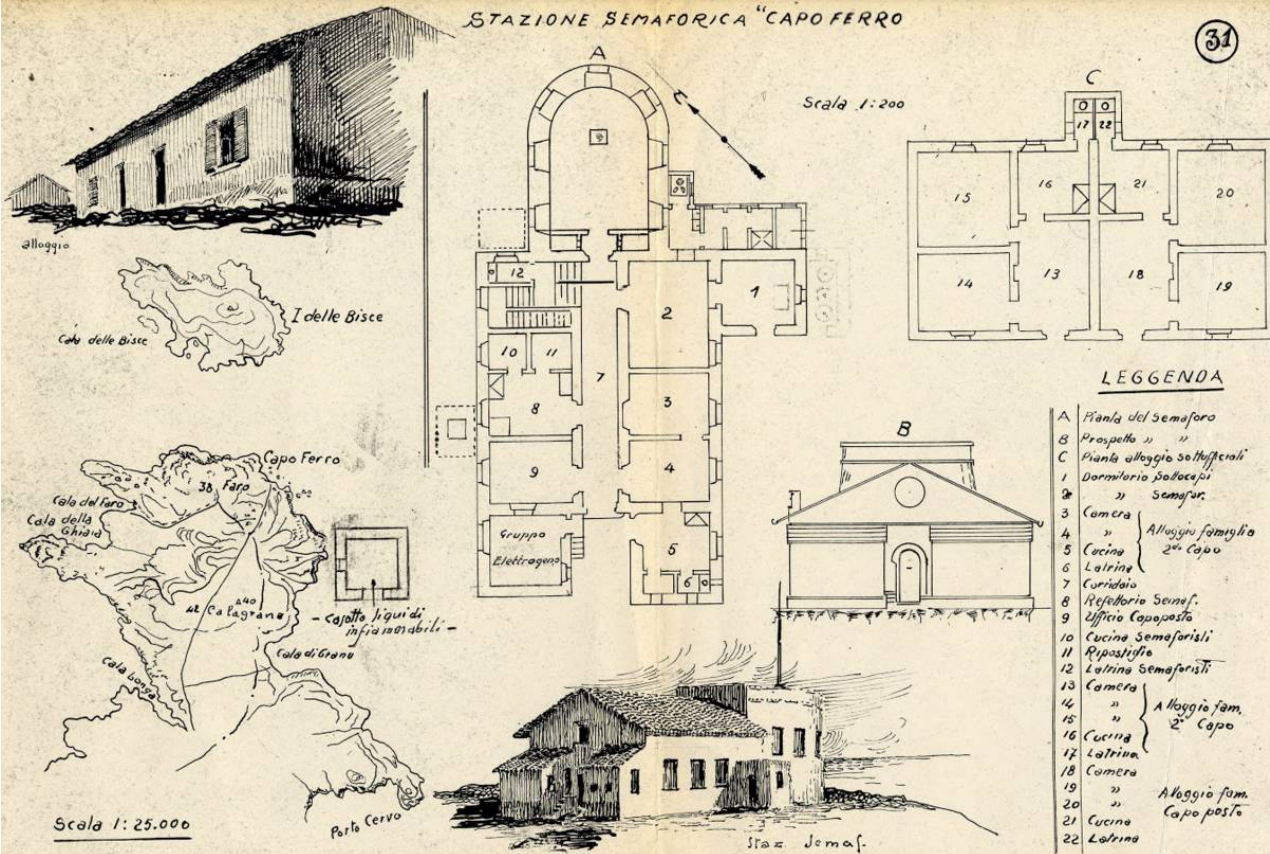 STAZIONE SEMAFORICA "CAPO FERRO
31
A
Scala 1:200
C
alloggio
I delle Bisce
Cala delle Bisce
12
10
11
8
9
7
2
3
4
1
5
6
Gruppo
Elettrogeno
17
22
15
16
21
20
14
13
18
19
B
Capo Ferro
38 Faro
Cala del Faro
Cala della
Ghiaia
42 Calagrana 40
Cala di Granu
Cala Longa
Porto Cervo
Scala 1:25.000
- casotto liquidi
infiammabili -
Staz Semaf.
LEGGENDA
A Pianta del Semaforo
B Prospetto » »
C Pianta alloggio sottufficiali
1 Dormitorio sottocapi
2 » Semafor.
3 Camera
4 »
5 Cucina
6 Latrina
Alloggio famiglia
2do Capo
7 Corridoio
8 Refettorio Semaf.
9 Ufficio Capoposto
10 Cucina Semaforisti
11 Ripostiglio
12 Latrina Semaforisti
13 Camera
14 »
15 »
16 Cucina
17 Latrina
Alloggio fam.
2° Capo
18 Camera
19 »
20 »
21 Cucina
22 Latrina
Alloggio fam.
Capo posto